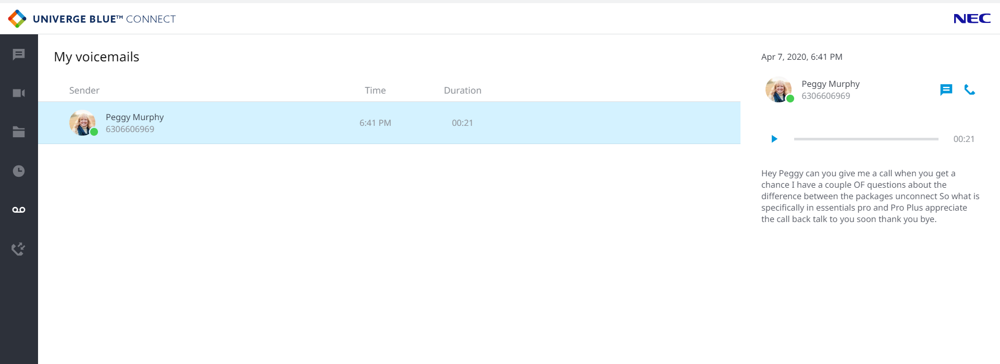 UNIVERGE BLUE™ CONNECT
NEC
My voicemails
Sender Time Duration
Peggy Murphy
6306606969
6:41 PM 00:21
Apr 7, 2020, 6:41 PM
Peggy Murphy
6306606969
00:21
Hey Peggy can you give me a call when you get a
chance I have a couple OF questions about the
difference between the packages unconnect So what is
specifically in essentials pro and Pro Plus appreciate
the call back talk to you soon thank you bye.